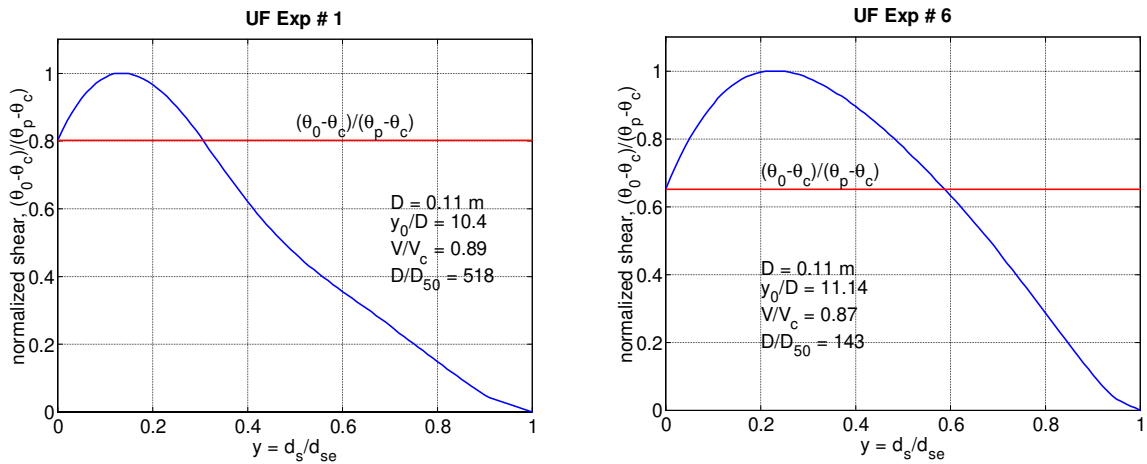 UF Exp # 1
normalized shear, (θ0-θc)/(θp-θc)
1
0.8
0.6
0.4
0.2
0
(θ0-θc)/(θp-θc)
D = 0.11 m
y0/D = 10.4
V/Vc = 0.89
D/D50 = 518
0 0.2 0.4 0.6 0.8 1
y = ds/dse
UF Exp # 6
normalized shear, (θ0-θc)/(θp-θc)
1
0.8
0.6
0.4
0.2
0
(θ0-θc)/(θp-θc)
D = 0.11 m
y0/D = 11.14
V/Vc = 0.87
D/D50 = 143
0 0.2 0.4 0.6 0.8 1
y = ds/dse